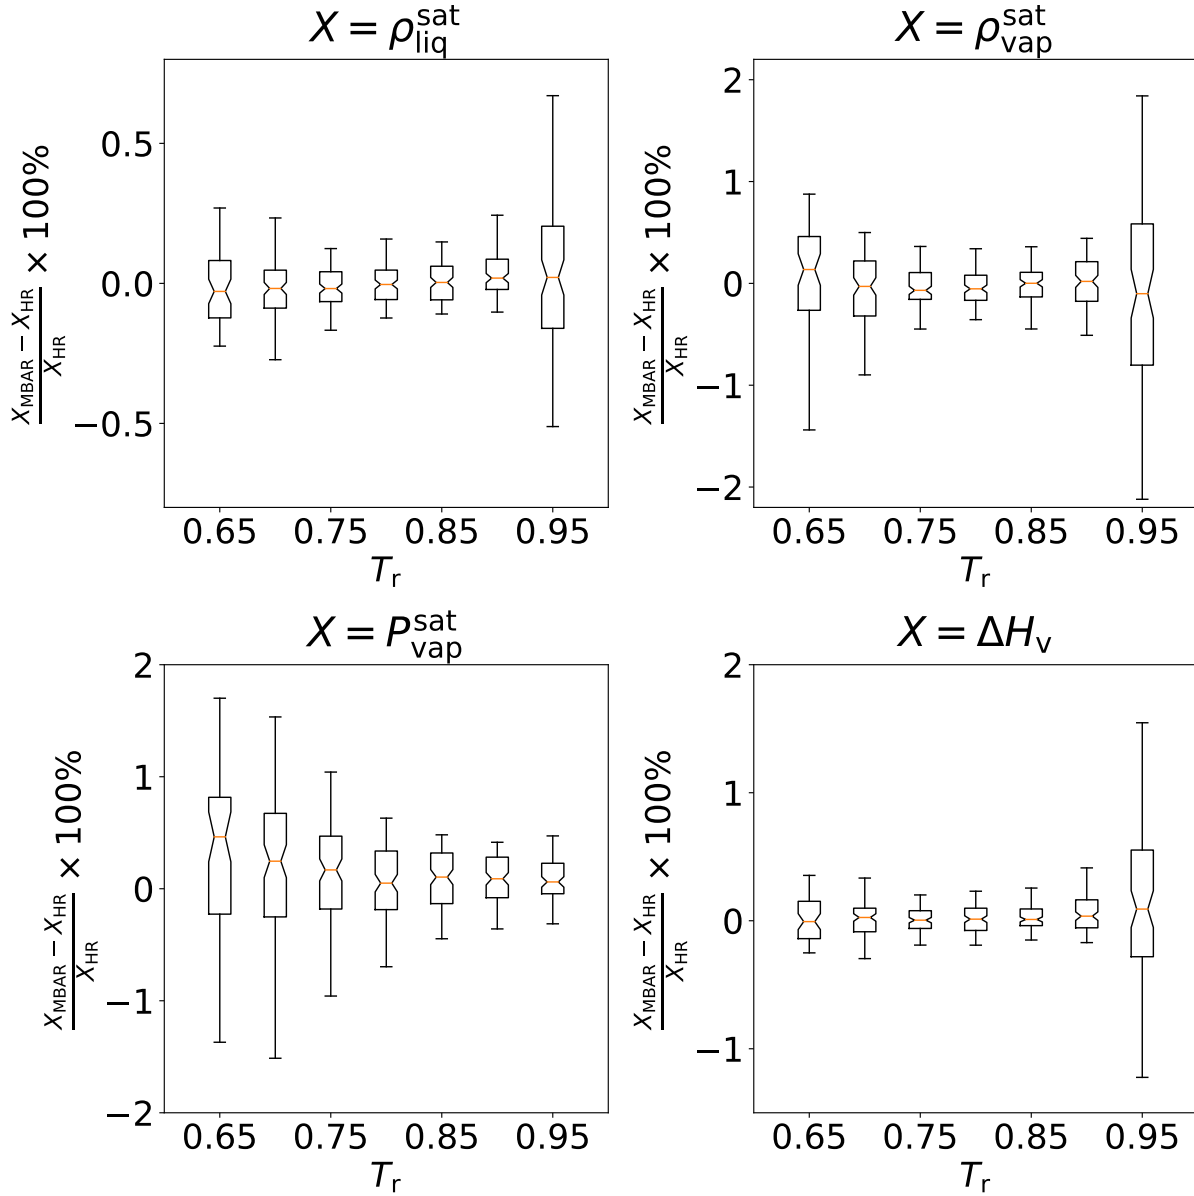 X = ρ_liq^sat
X_MBAR − X_HR / X_HR × 100%
0.5
0.0
−0.5
0.65 0.75 0.85 0.95
T_r
X = ρ_vap^sat
X_MBAR − X_HR / X_HR × 100%
2
1
0
−1
−2
0.65 0.75 0.85 0.95
T_r
X = P_vap^sat
X_MBAR − X_HR / X_HR × 100%
2
1
0
−1
−2
0.65 0.75 0.85 0.95
T_r
X = ΔH_v
X_MBAR − X_HR / X_HR × 100%
2
1
0
−1
0.65 0.75 0.85 0.95
T_r